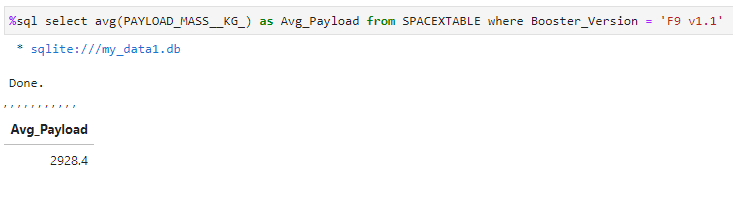 %sql select avg(PAYLOAD_MASS__KG_) as Avg_Payload from SPACEXTABLE where Booster_Version = 'F9 v1.1'
* sqlite:///my_data1.db
Done.
, , , , , , , , , , ,
Avg_Payload
2928.4